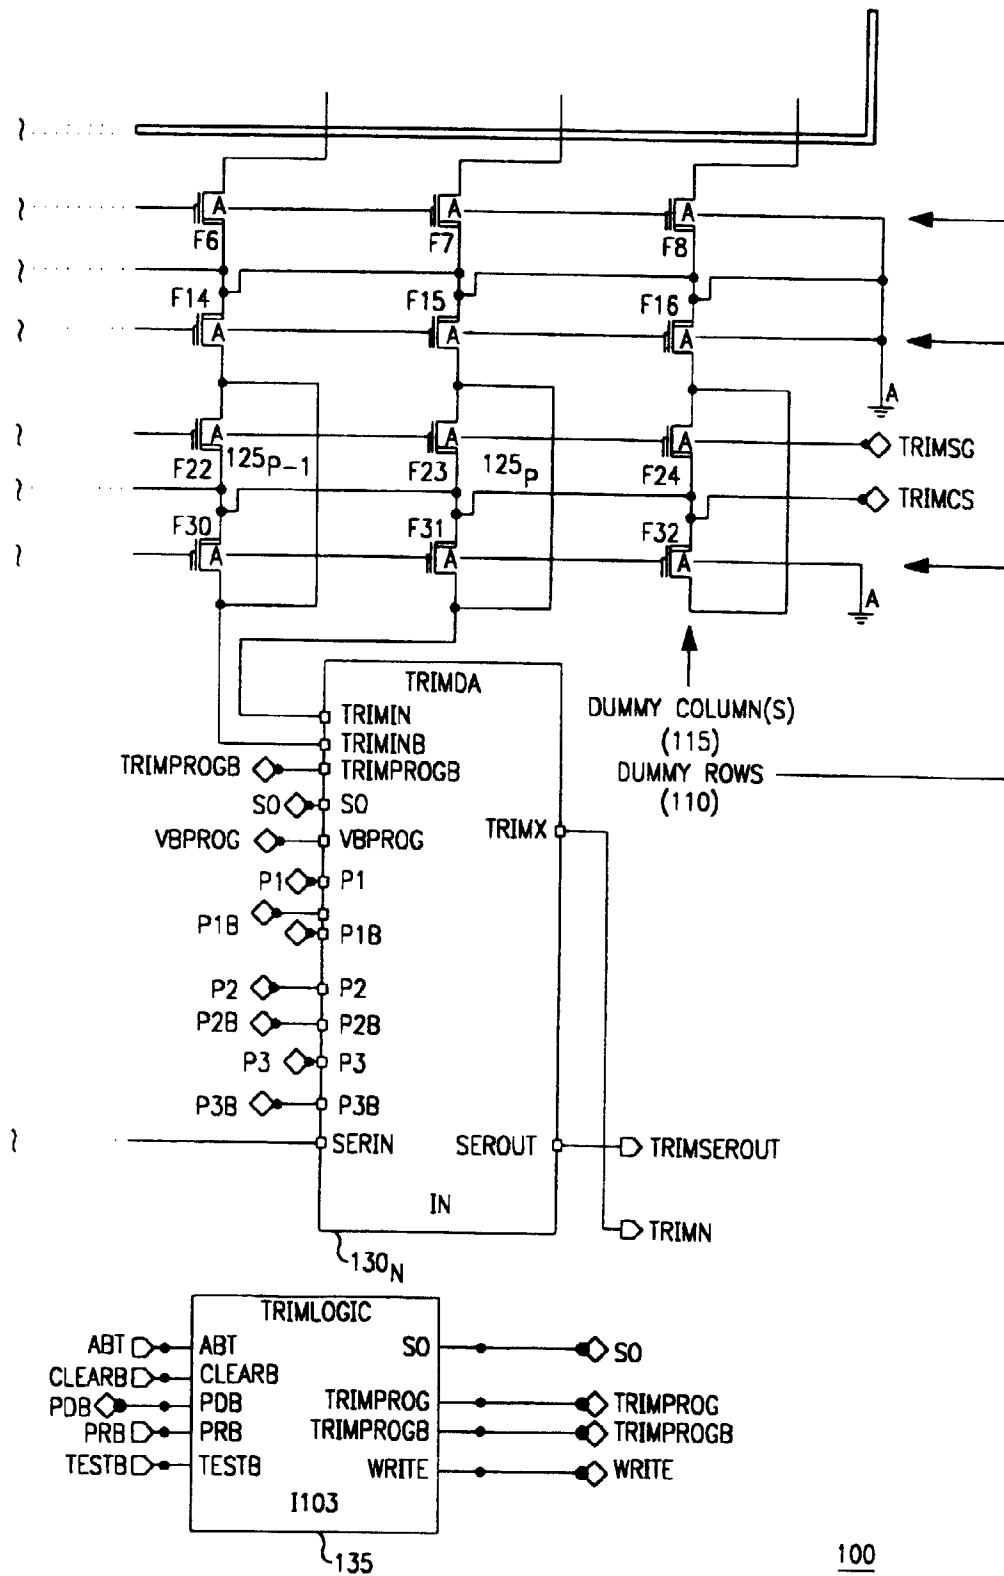 A A A
F6 F7 F8
F14 F15 F16
A A A
A
A A A TRIMSG
F22 125P-1 F23 125P F24
TRIMCS
F30 F31 F32
A A A
A
TRIMDA
DUMMY COLUMN(S)
(115)
DUMMY ROWS
(110)
TRIMIN
TRIMINB
TRIMPROGB TRIMPROGB
SO SO
TRIMX
VBPROG VBPROG
P1 P1
P1B P1B
P2 P2
P2B P2B
P3 P3
P3B P3B
SERIN SEROUT TRIMSEROUT
IN
TRIMN
130N
TRIMLOGIC
ABT ABT SO SO
CLEARB CLEARB
PDB PDB TRIMPROG TRIMPROG
PRB PRB TRIMPROGB TRIMPROGB
TESTB TESTB WRITE WRITE
I103
135
100